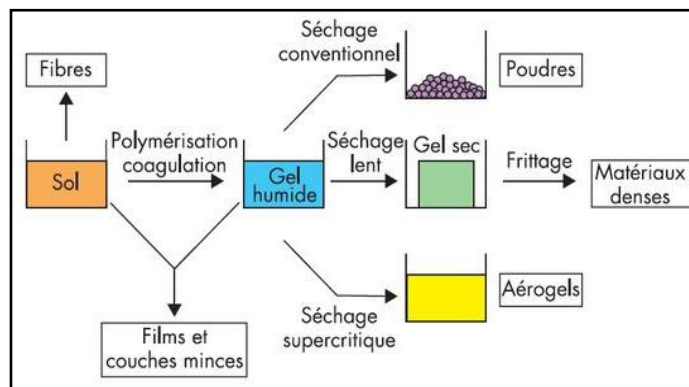 Fibres
Séchage
conventionnel
Poudres
Polymérisation
coagulation
Sol
Gel
humide
Séchage
lent
Gel sec
Frittage
Matériaux
denses
Films et
couches minces
Séchage
supercritique
Aérogels